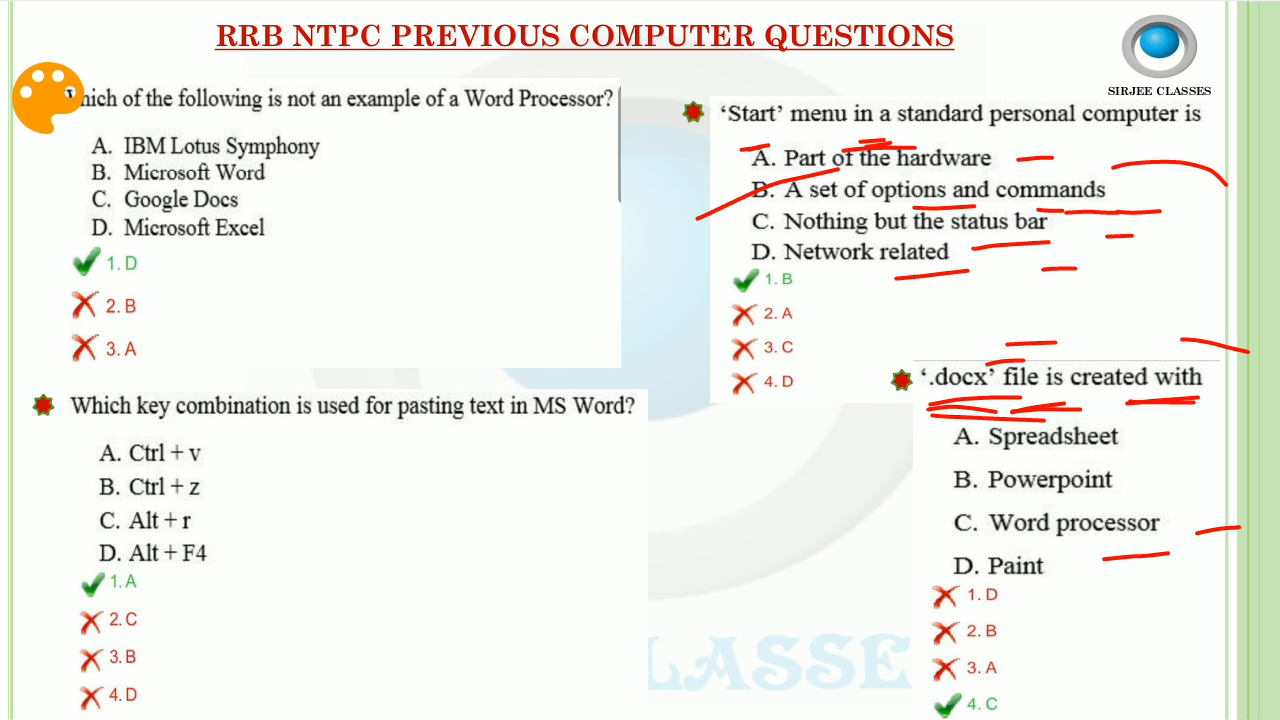 RRB NTPC PREVIOUS COMPUTER QUESTIONS
SIRJEE CLASSES
Which of the following is not an example of a Word Processor?
A. IBM Lotus Symphony
B. Microsoft Word
C. Google Docs
D. Microsoft Excel
1. D
2. B
3. A
‘Start’ menu in a standard personal computer is
A. Part of the hardware
B. A set of options and commands
C. Nothing but the status bar
D. Network related
1. B
2. A
3. C
4. D
Which key combination is used for pasting text in MS Word?
A. Ctrl + v
B. Ctrl + z
C. Alt + r
D. Alt + F4
1. A
2. C
3. B
4. D
‘.docx’ file is created with
A. Spreadsheet
B. Powerpoint
C. Word processor
D. Paint
1. D
2. B
3. A
4. C
LASSE